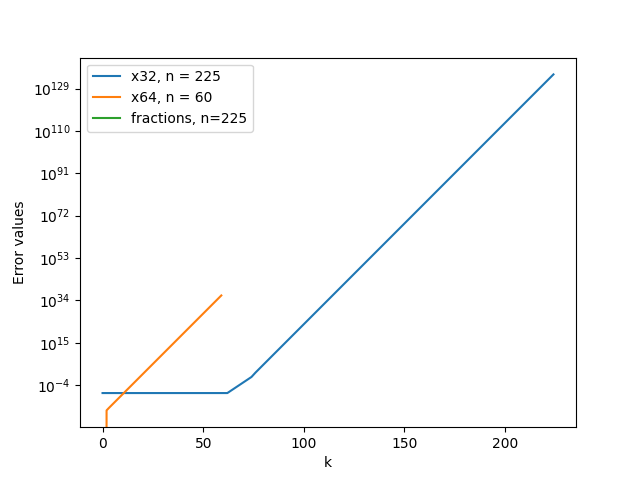 x32, n = 225
x64, n = 60
fractions, n=225
10^129
10^110
10^91
10^72
10^53
10^34
10^15
10^−4
Error values
0 50 100 150 200
k